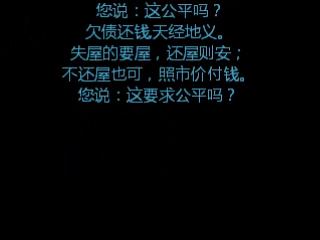 您说：这公平吗？
欠债还钱天经地义。
失屋的要屋，还屋则安；
不还屋也可，照市价付钱。
您说：这要求公平吗？